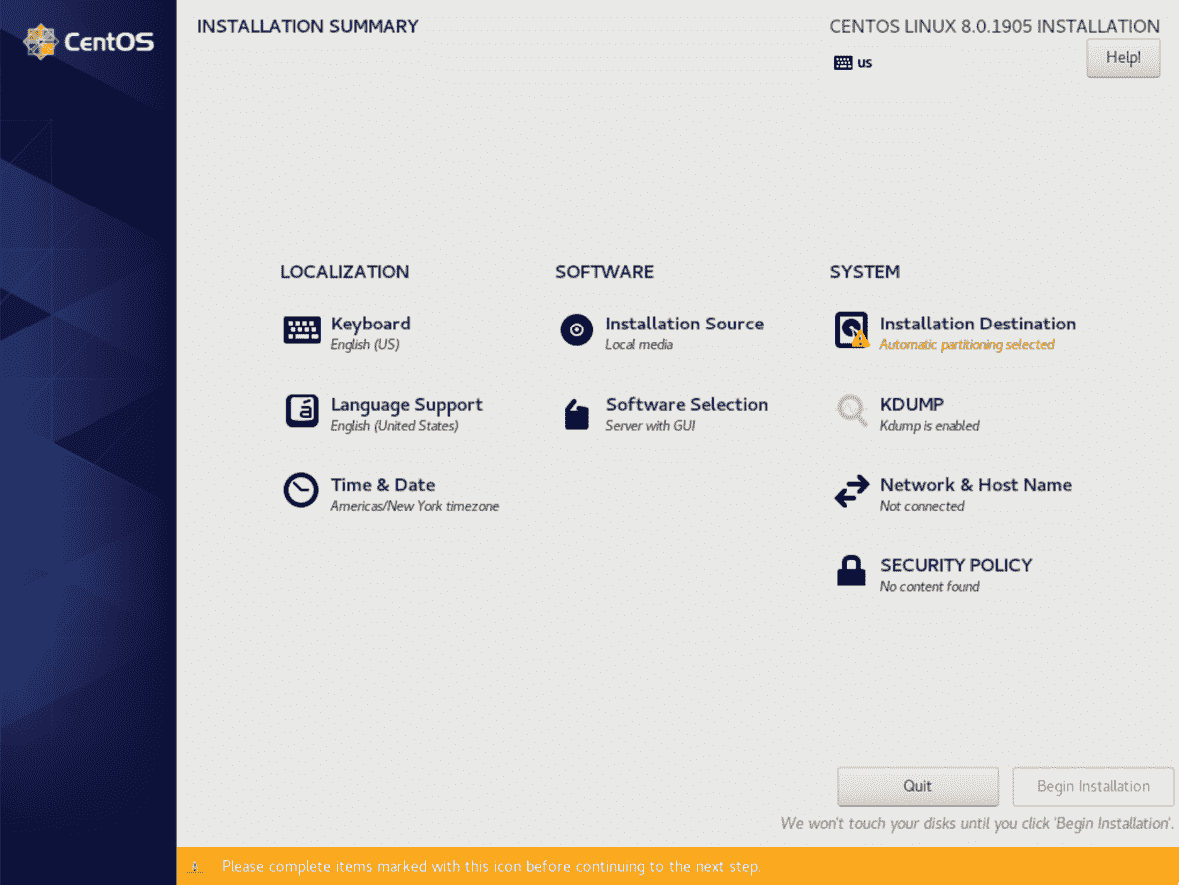 CentOS
INSTALLATION SUMMARY
CENTOS LINUX 8.0.1905 INSTALLATION
us
Help!
LOCALIZATION
Keyboard
English (US)
Language Support
English (United States)
Time & Date
Americas/New York timezone
SOFTWARE
Installation Source
Local media
Software Selection
Server with GUI
SYSTEM
Installation Destination
Automatic partitioning selected
KDUMP
Kdump is enabled
Network & Host Name
Not connected
SECURITY POLICY
No content found
Quit
Begin Installation
We won't touch your disks until you click 'Begin Installation'.
Please complete items marked with this icon before continuing to the next step.